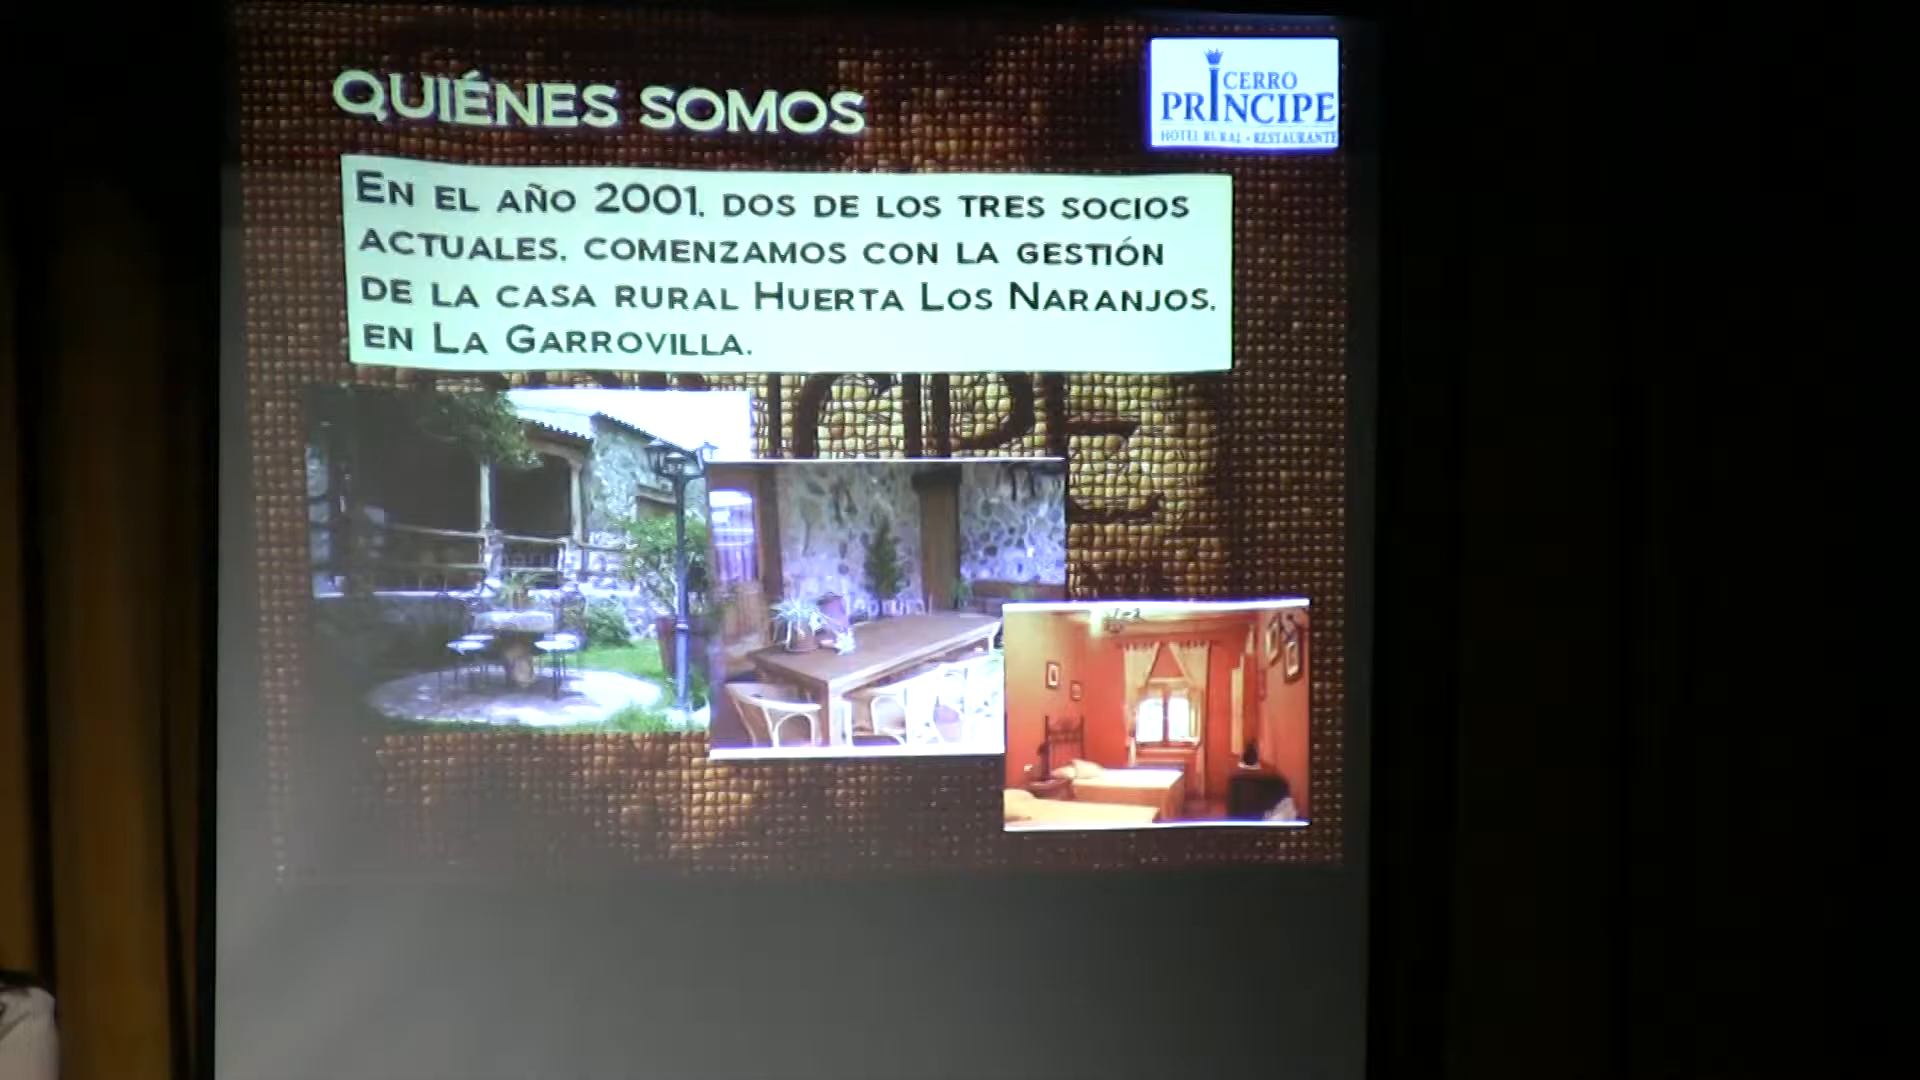 QUIÉNES SOMOS
CERRO
PRINCIPE
HOTEL RURAL - RESTAURANTE
EN EL AÑO 2001, DOS DE LOS TRES SOCIOS
ACTUALES, COMENZAMOS CON LA GESTIÓN
DE LA CASA RURAL HUERTA LOS NARANJOS,
EN LA GARROVILLA.